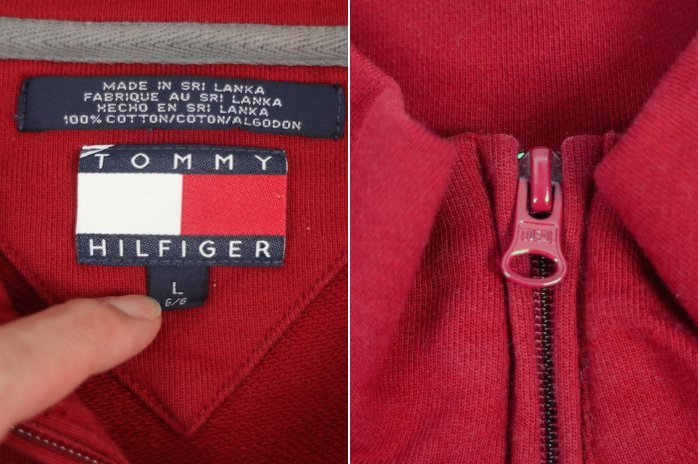 MADE IN SRI LANKA
FABRIQUE AU SRI LANKA
HECHO EN SRI LANKA
100% COTTON/COTON/ALGODON
TOMMY
HILFIGER
L
G/G
IDEAL